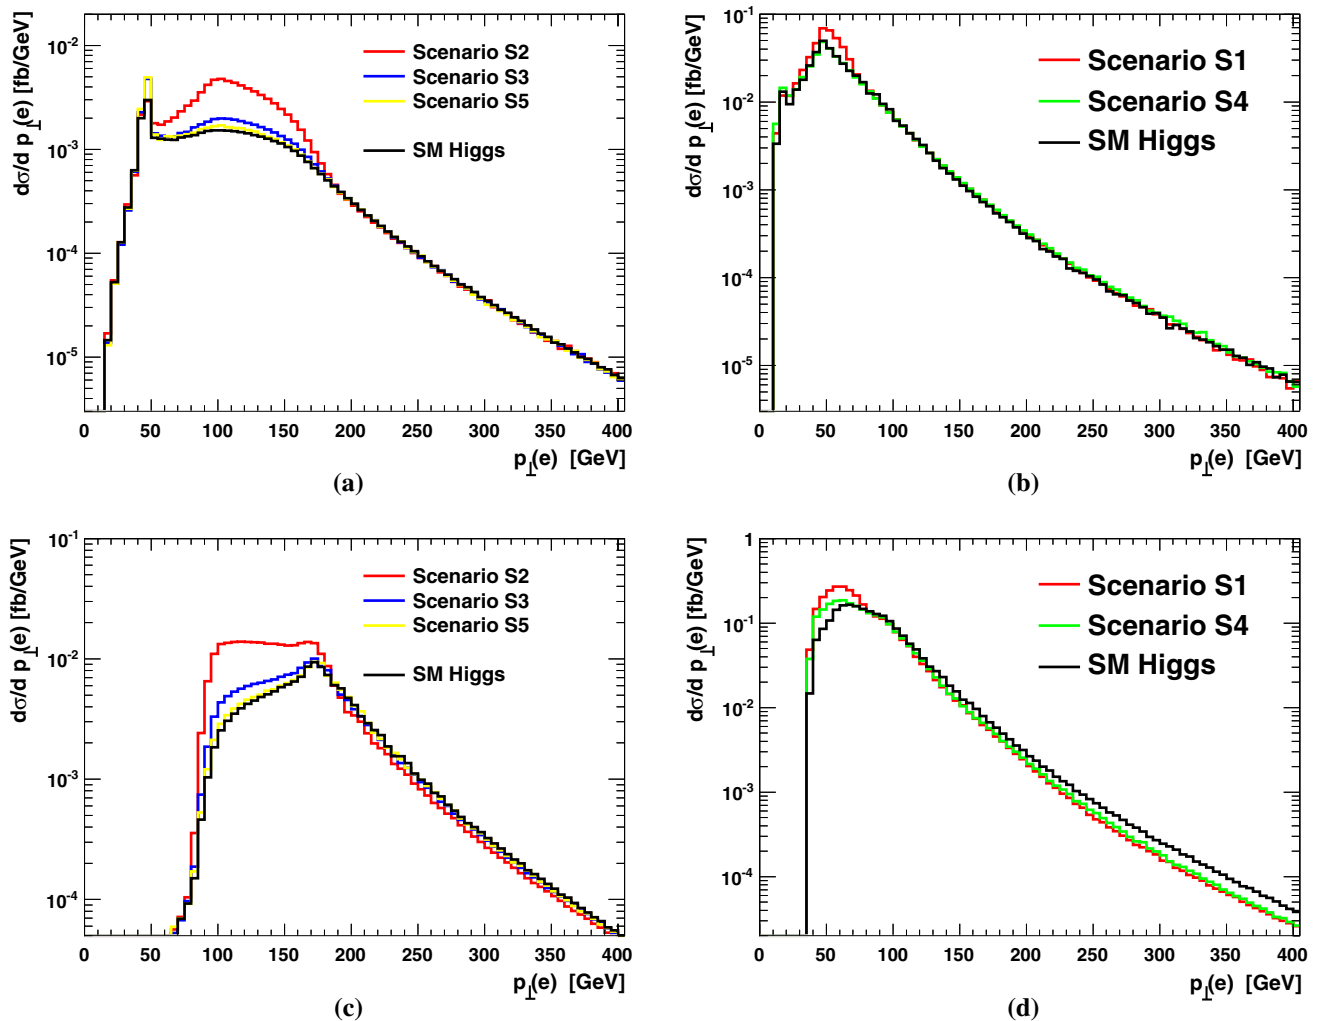 dσ/d p⊥(e) [fb/GeV]
10⁻²
10⁻³
10⁻⁴
10⁻⁵
Scenario S2
Scenario S3
Scenario S5
SM Higgs
0 50 100 150 200 250 300 350 400
p⊥(e) [GeV]
(a)
dσ/d p⊥(e) [fb/GeV]
10⁻¹
10⁻²
10⁻³
10⁻⁴
10⁻⁵
Scenario S1
Scenario S4
SM Higgs
0 50 100 150 200 250 300 350 400
p⊥(e) [GeV]
(b)
dσ/d p⊥(e) [fb/GeV]
10⁻¹
10⁻²
10⁻³
10⁻⁴
Scenario S2
Scenario S3
Scenario S5
SM Higgs
0 50 100 150 200 250 300 350 400
p⊥(e) [GeV]
(c)
dσ/d p⊥(e) [fb/GeV]
1
10⁻¹
10⁻²
10⁻³
10⁻⁴
Scenario S1
Scenario S4
SM Higgs
0 50 100 150 200 250 300 350 400
p⊥(e) [GeV]
(d)